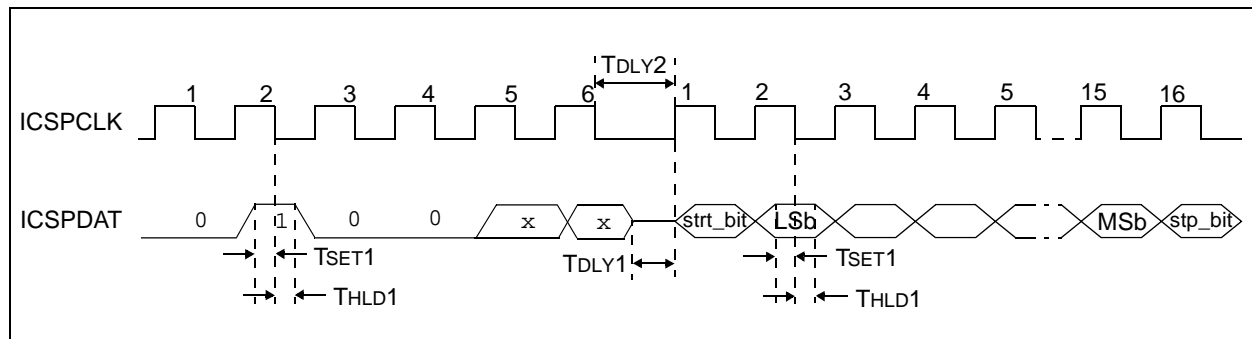 TDLY2
1 2 3 4 5 6 1 2 3 4 5 15 16
ICSPCLK
ICSPDAT
0 1 0 0 x x strt_bit LSb MSb stp_bit
TSET1 TDLY1 TSET1
THLD1 THLD1